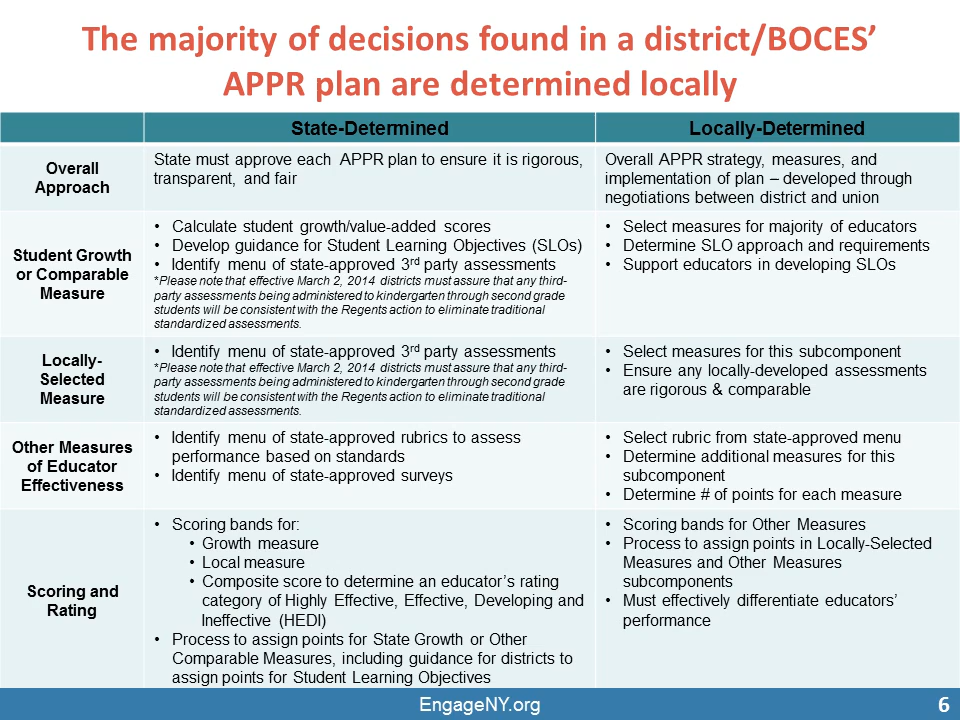 The majority of decisions found in a district/BOCES’
APPR plan are determined locally
State-Determined
Locally-Determined
Overall
Approach
State must approve each APPR plan to ensure it is rigorous,
transparent, and fair
Overall APPR strategy, measures, and
implementation of plan – developed through
negotiations between district and union
Student Growth
or Comparable
Measure
• Calculate student growth/value-added scores
• Develop guidance for Student Learning Objectives (SLOs)
• Identify menu of state-approved 3rd party assessments
*Please note that effective March 2, 2014 districts must assure that any third-
party assessments being administered to kindergarten through second grade
students will be consistent with the Regents action to eliminate traditional
standardized assessments.
• Select measures for majority of educators
• Determine SLO approach and requirements
• Support educators in developing SLOs
Locally-
Selected
Measure
• Identify menu of state-approved 3rd party assessments
*Please note that effective March 2, 2014 districts must assure that any third-
party assessments being administered to kindergarten through second grade
students will be consistent with the Regents action to eliminate traditional
standardized assessments.
• Select measures for this subcomponent
• Ensure any locally-developed assessments
are rigorous & comparable
Other Measures
of Educator
Effectiveness
• Identify menu of state-approved rubrics to assess
performance based on standards
• Identify menu of state-approved surveys
• Select rubric from state-approved menu
• Determine additional measures for this
subcomponent
• Determine # of points for each measure
Scoring and
Rating
• Scoring bands for:
• Growth measure
• Local measure
• Composite score to determine an educator’s rating
category of Highly Effective, Effective, Developing and
Ineffective (HEDI)
• Process to assign points for State Growth or Other
Comparable Measures, including guidance for districts to
assign points for Student Learning Objectives
• Scoring bands for Other Measures
• Process to assign points in Locally-Selected
Measures and Other Measures
subcomponents
• Must effectively differentiate educators’
performance
EngageNY.org
6